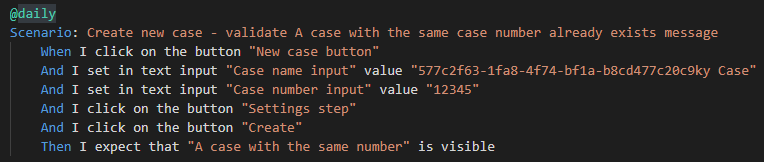 @daily
Scenario: Create new case - validate A case with the same case number already exists message
When I click on the button "New case button"
And I set in text input "Case name input" value "577c2f63-1fa8-4f74-bf1a-b8cd477c20c9ky Case"
And I set in text input "Case number input" value "12345"
And I click on the button "Settings step"
And I click on the button "Create"
Then I expect that "A case with the same number" is visible